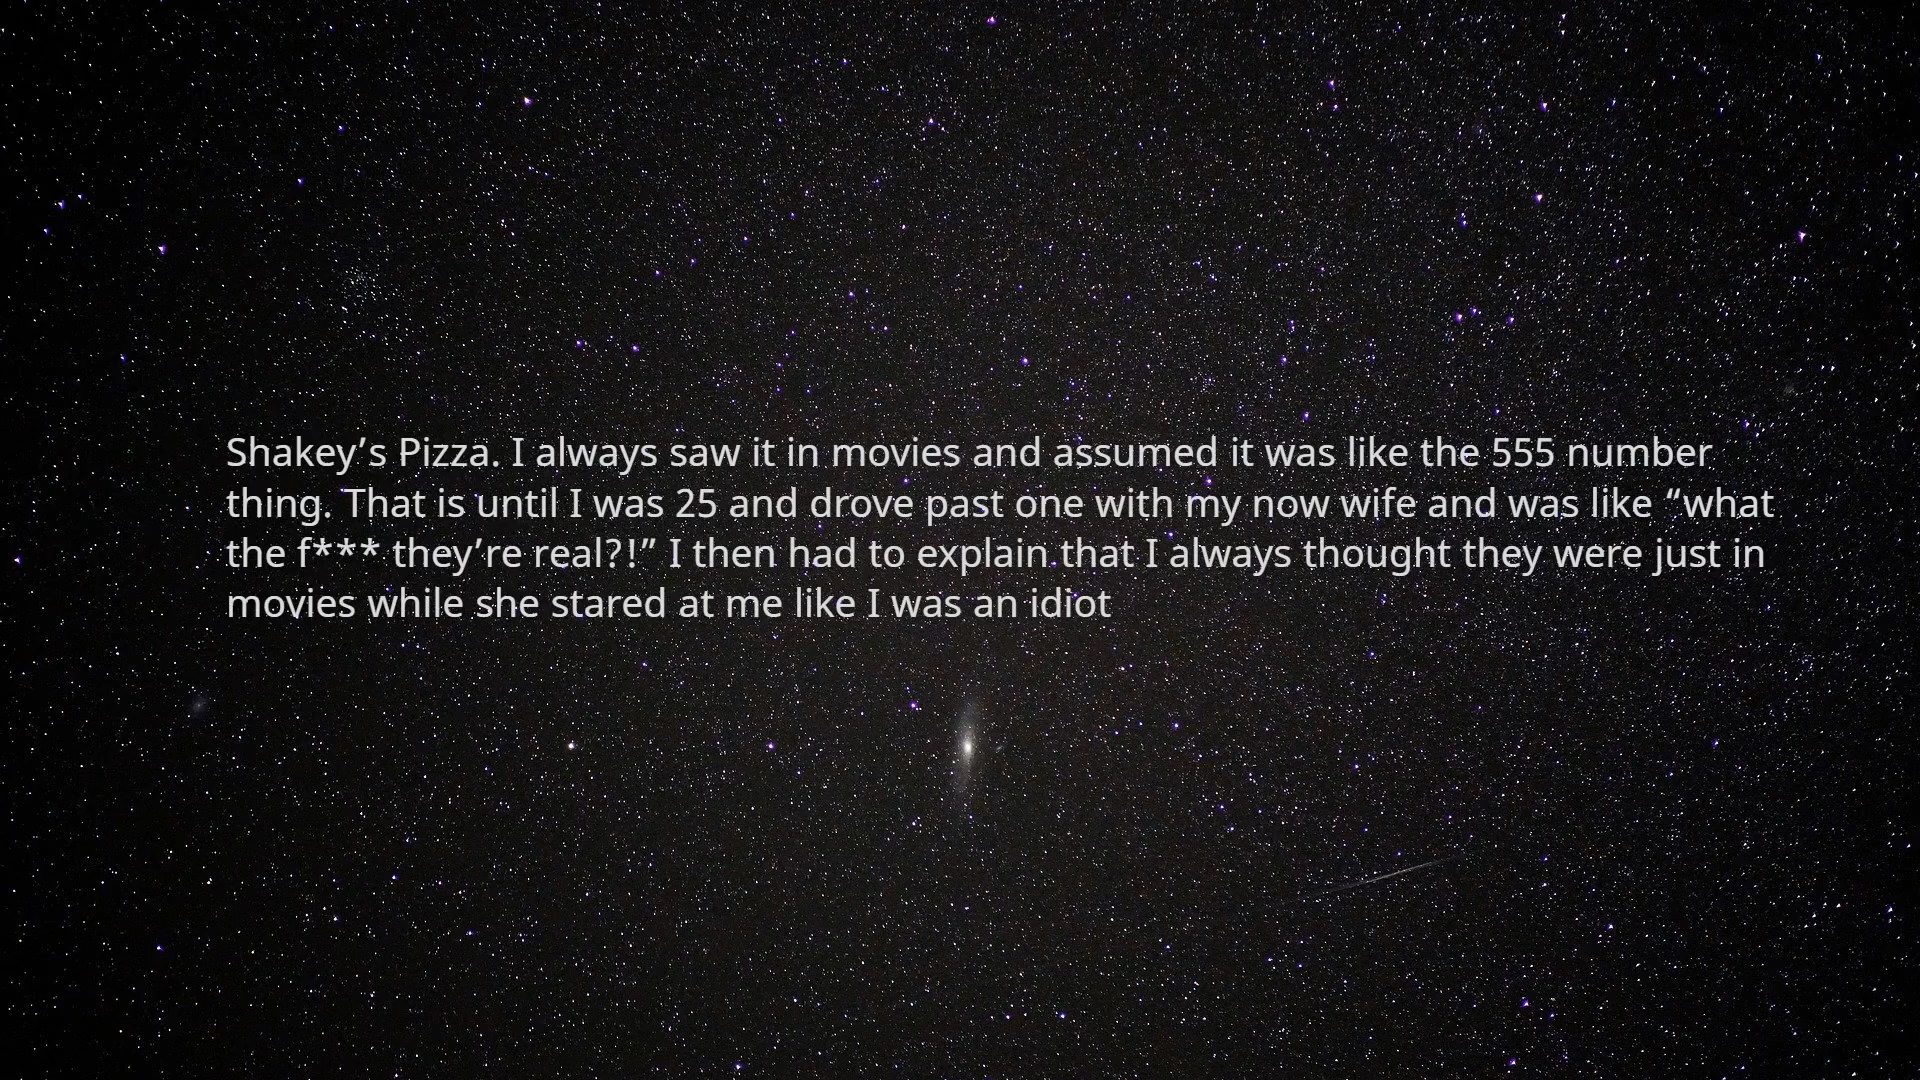 Shakey’s Pizza. I always saw it in movies and assumed it was like the 555 number
thing. That is until I was 25 and drove past one with my now wife and was like “what
the f*** they’re real?!” I then had to explain that I always thought they were just in
movies while she stared at me like I was an idiot